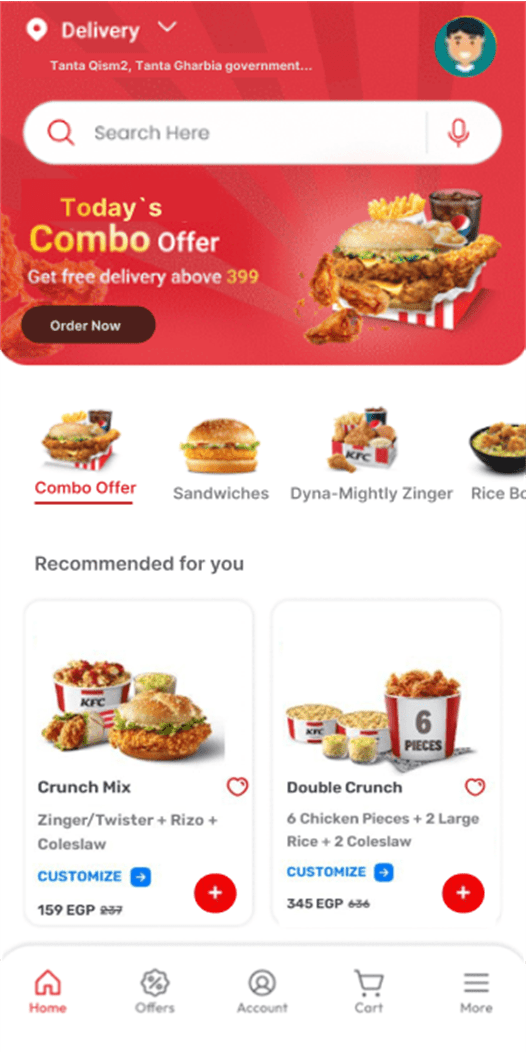 Delivery
Tanta Qism2, Tanta Gharbia government...
Search Here
Today`s
Combo Offer
Get free delivery above 399
Order Now
KFC
Combo Offer
Sandwiches
Dyna-Mightly Zinger
Rice Bo
Recommended for you
KFC
KFC
6
PIECES
Crunch Mix
Zinger/Twister + Rizo +
Coleslaw
CUSTOMIZE
159 EGP 237
Double Crunch
6 Chicken Pieces + 2 Large
Rice + 2 Coleslaw
CUSTOMIZE
345 EGP 636
Home
Offers
Account
Cart
More